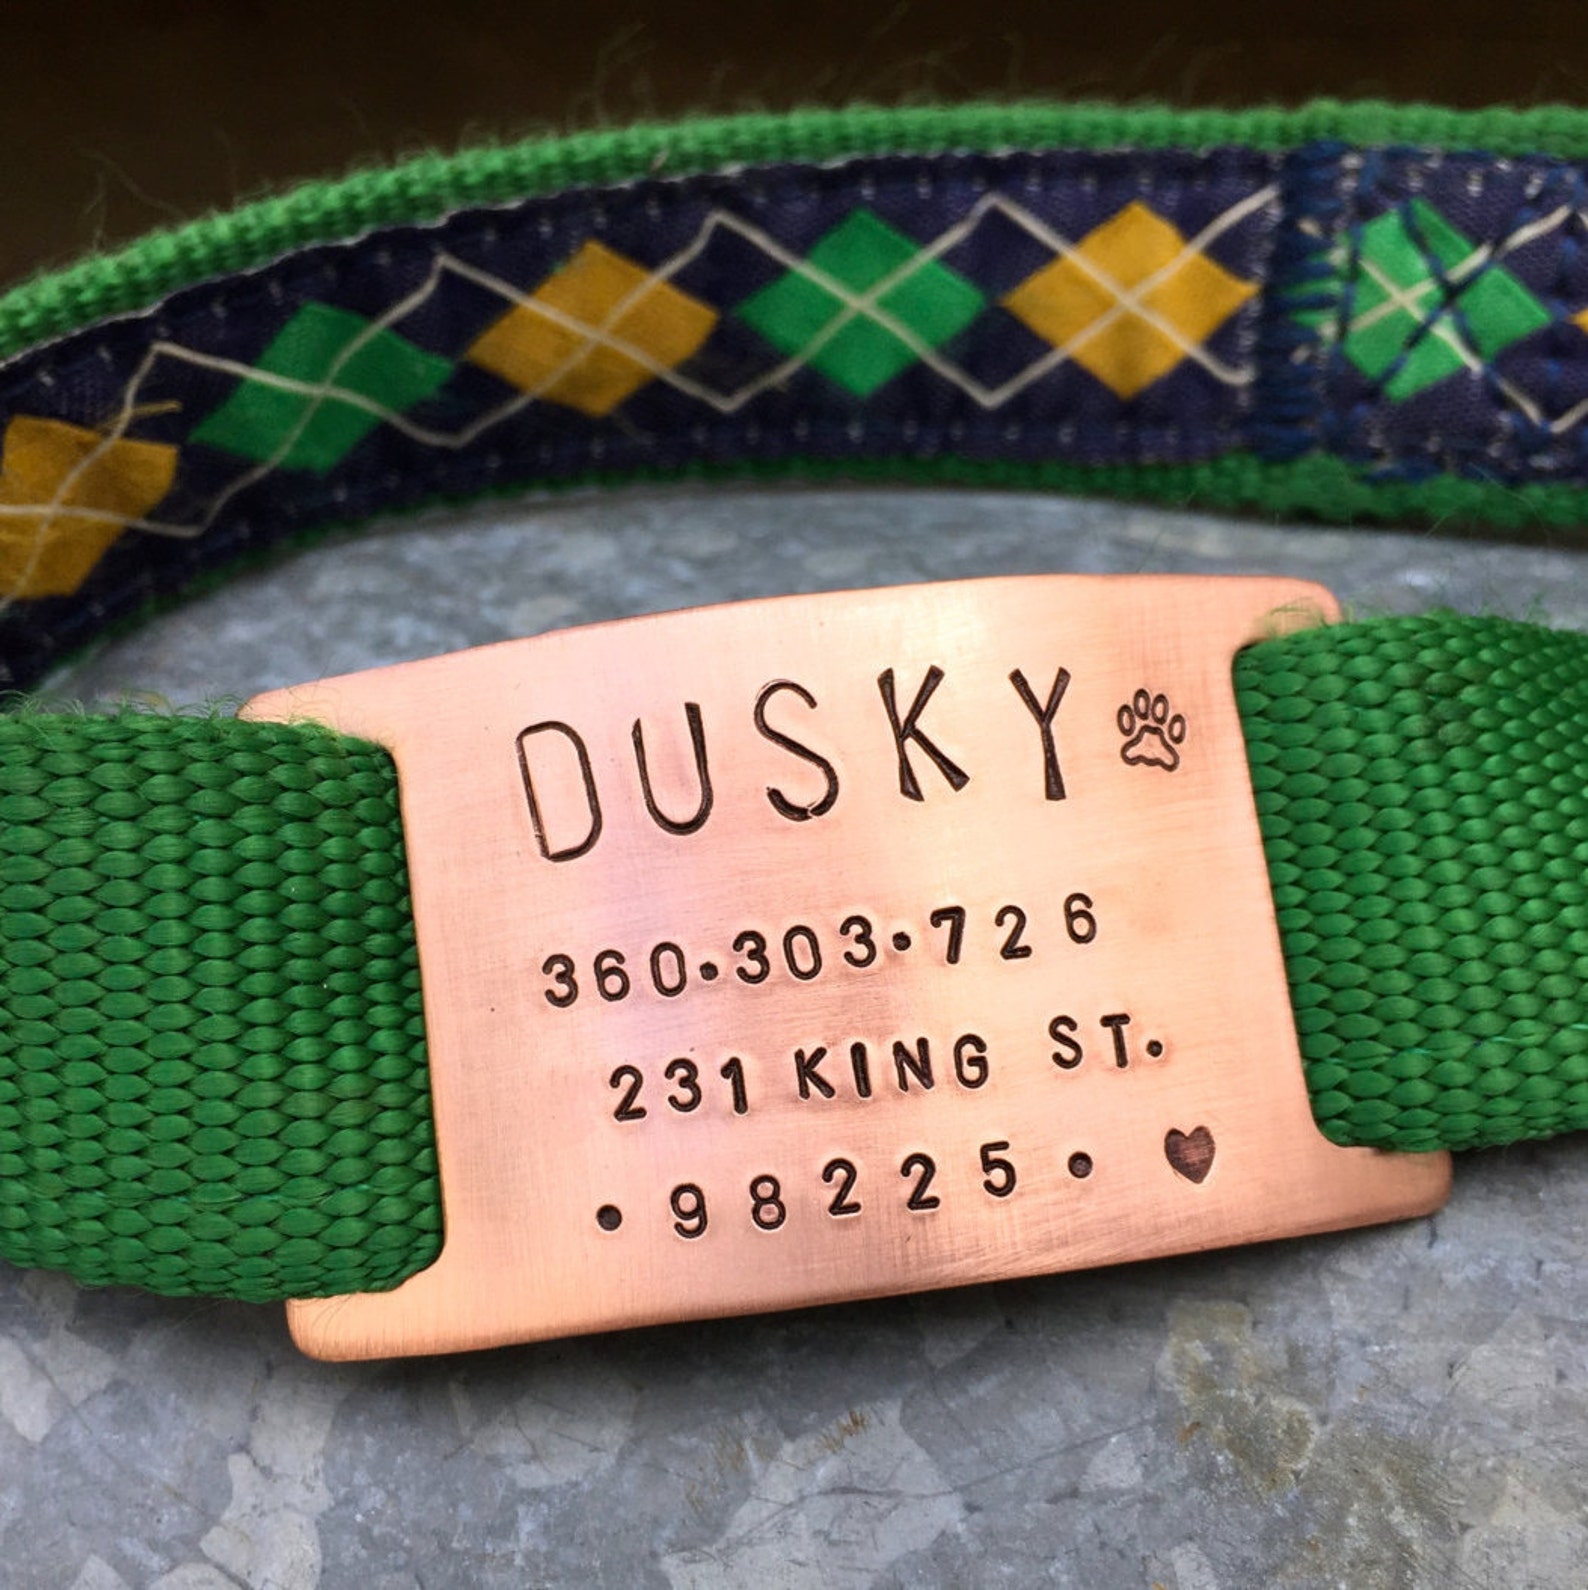 DUSKY
360•303•726
231 KING ST.
• 98225 •